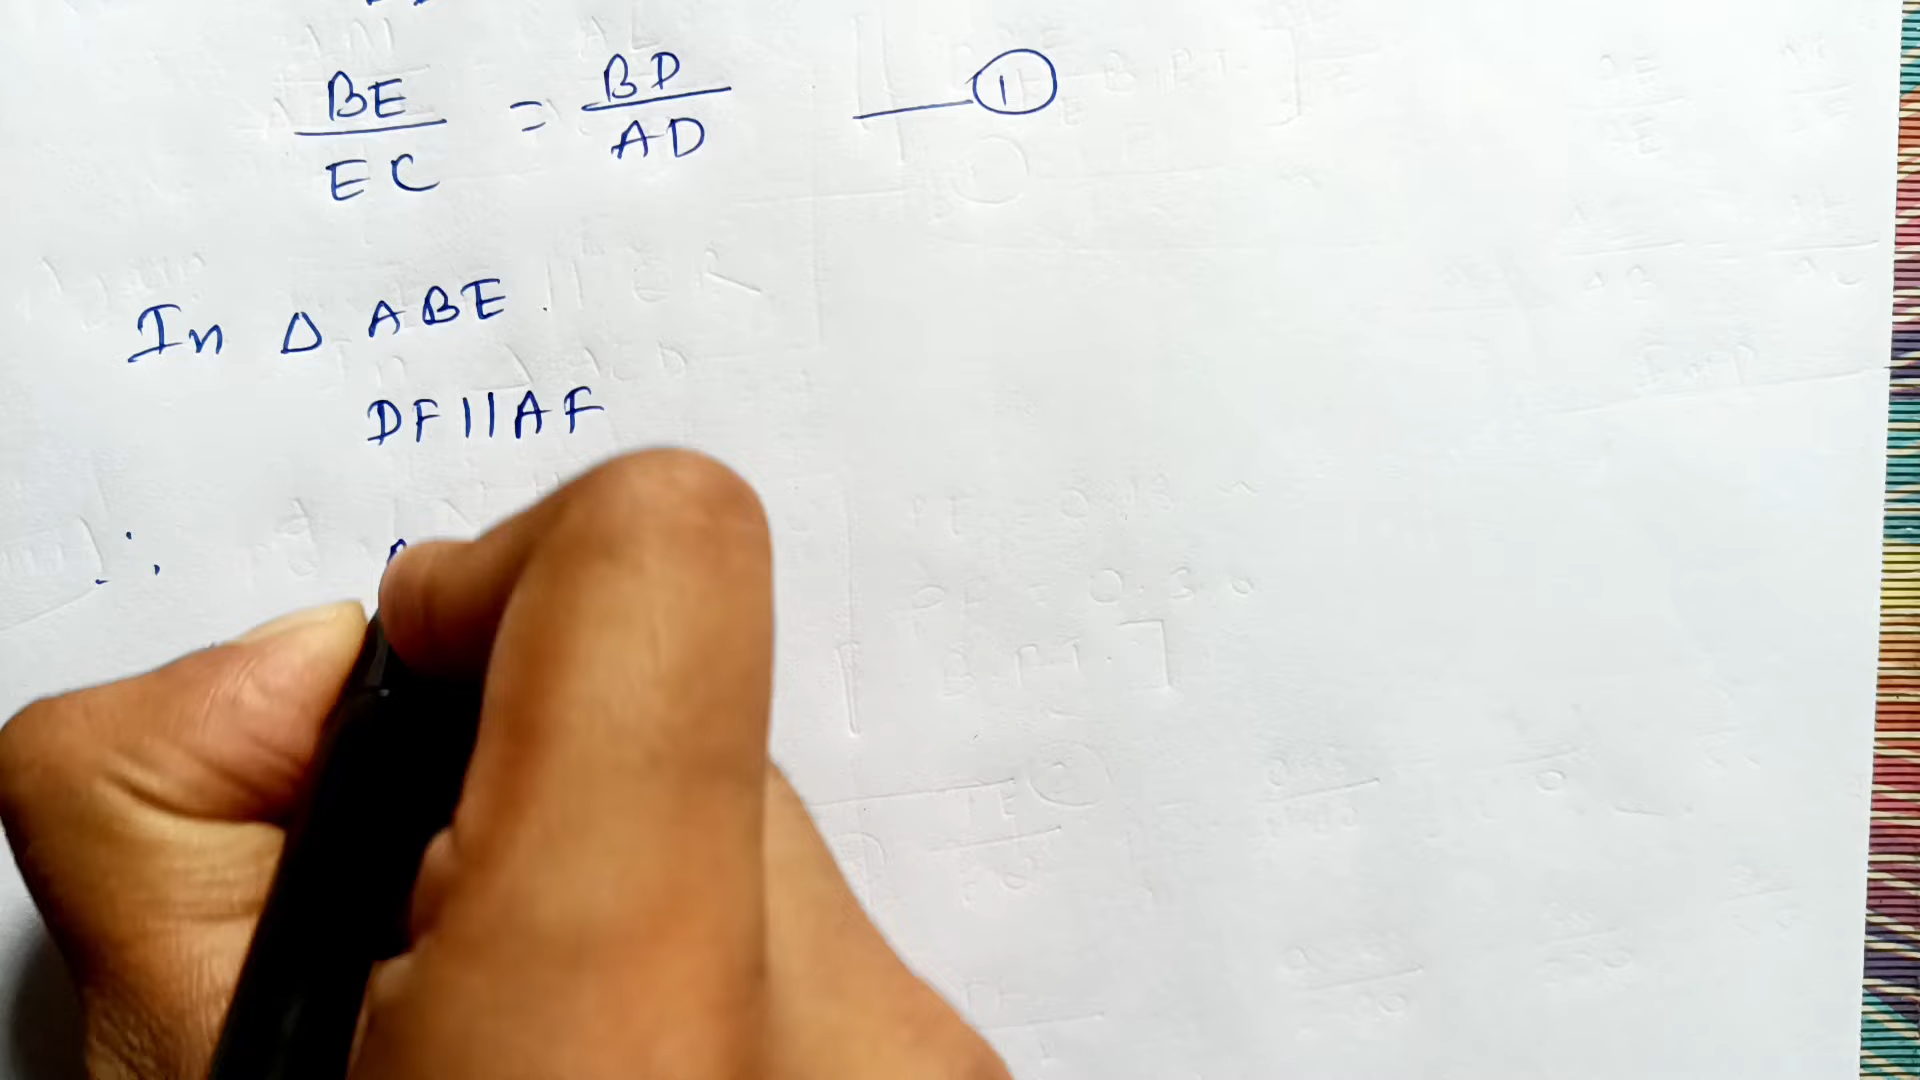 BE/EC = BD/AD —— ①
In Δ ABE.
DF || AF
∴